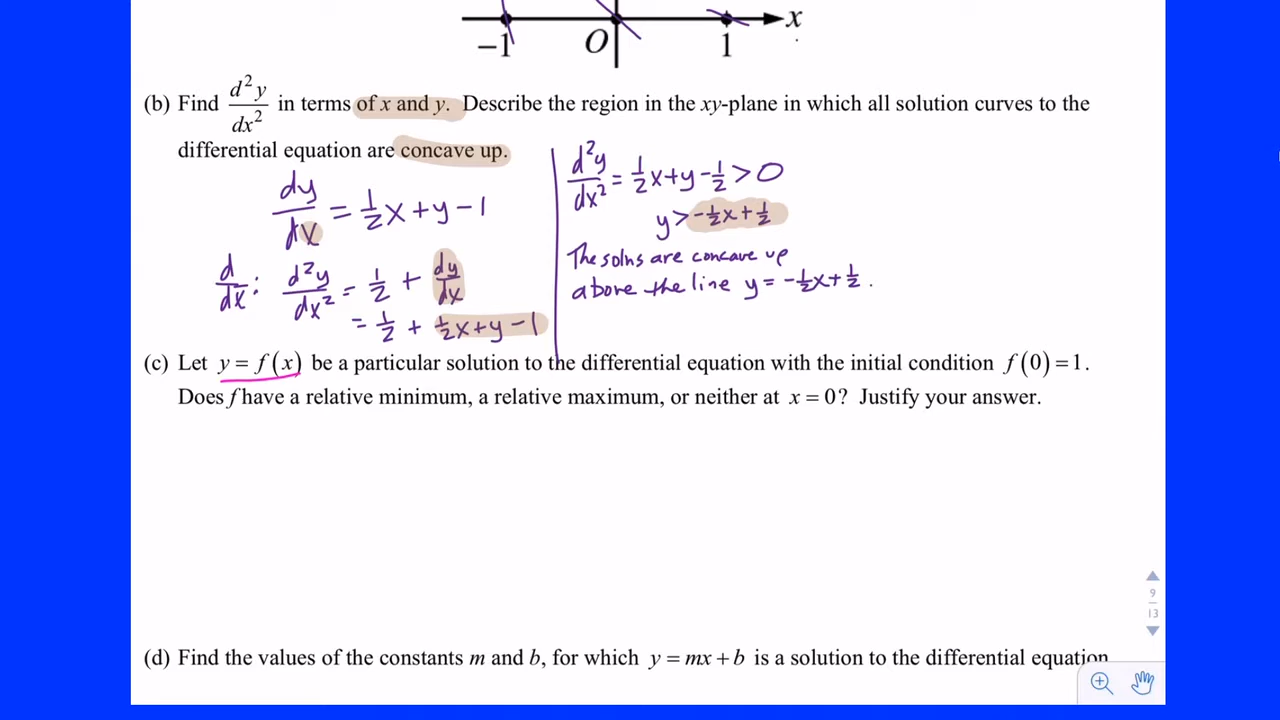 x
−1 O 1
(b) Find d²y/dx² in terms of x and y. Describe the region in the xy-plane in which all solution curves to the
differential equation are concave up.
dy/dx = 1/2 x + y − 1
d/dx : d²y/dx² = 1/2 + dy/dx
= 1/2 + 1/2 x + y − 1
d²y/dx² = 1/2 x + y − 1/2 > 0
y > −1/2 x + 1/2
The solns are concave up
above the line y = −1/2 x + 1/2.
(c) Let y = f(x) be a particular solution to the differential equation with the initial condition f(0) = 1.
Does f have a relative minimum, a relative maximum, or neither at x = 0? Justify your answer.
9
13
(d) Find the values of the constants m and b, for which y = mx + b is a solution to the differential equation